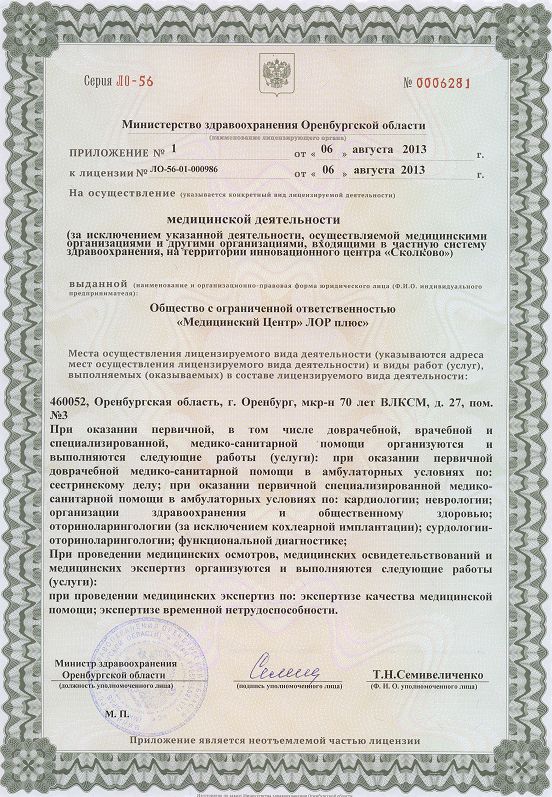 Серия ЛО-56
№ 0006281
Министерство здравоохранения Оренбургской области
(наименование лицензирующего органа)
ПРИЛОЖЕНИЕ № 1 от « 06 » августа 2013 г.
к лицензии № ЛО-56-01-000986 от « 06 » августа 2013 г.
На осуществление (указывается конкретный вид лицензируемой деятельности)
медицинской деятельности
(за исключением указанной деятельности, осуществляемой медицинскими
организациями и другими организациями, входящими в частную систему
здравоохранения, на территории инновационного центра «Сколково»)
выданной (наименование и организационно-правовая форма юридического лица (Ф.И.О. индивидуального
предпринимателя):
Общество с ограниченной ответственностью
«Медицинский Центр» ЛОР плюс»
Места осуществления лицензируемого вида деятельности (указываются адреса
мест осуществления лицензируемого вида деятельности) и виды работ (услуг),
выполняемых (оказываемых) в составе лицензируемого вида деятельности:
460052, Оренбургская область, г. Оренбург, мкр-н 70 лет ВЛКСМ, д. 27, пом.
№3
При оказании первичной, в том числе доврачебной, врачебной и
специализированной, медико-санитарной помощи организуются и
выполняются следующие работы (услуги): при оказании первичной
доврачебной медико-санитарной помощи в амбулаторных условиях по:
сестринскому делу; при оказании первичной специализированной медико-
санитарной помощи в амбулаторных условиях по: кардиологии; неврологии;
организации здравоохранения и общественному здоровью;
оториноларингологии (за исключением кохлеарной имплантации); сурдологии-
оториноларингологии; функциональной диагностике;
При проведении медицинских осмотров, медицинских освидетельствований и
медицинских экспертиз организуются и выполняются следующие работы
(услуги):
при проведении медицинских экспертиз по: экспертизе качества медицинской
помощи; экспертизе временной нетрудоспособности.
Министр здравоохранения
Оренбургской области
(должность уполномоченного лица)
(подпись уполномоченного лица)
Т.Н.Семивеличенко
(Ф. И. О. уполномоченного лица)
М. П.
Приложение является неотъемлемой частью лицензии